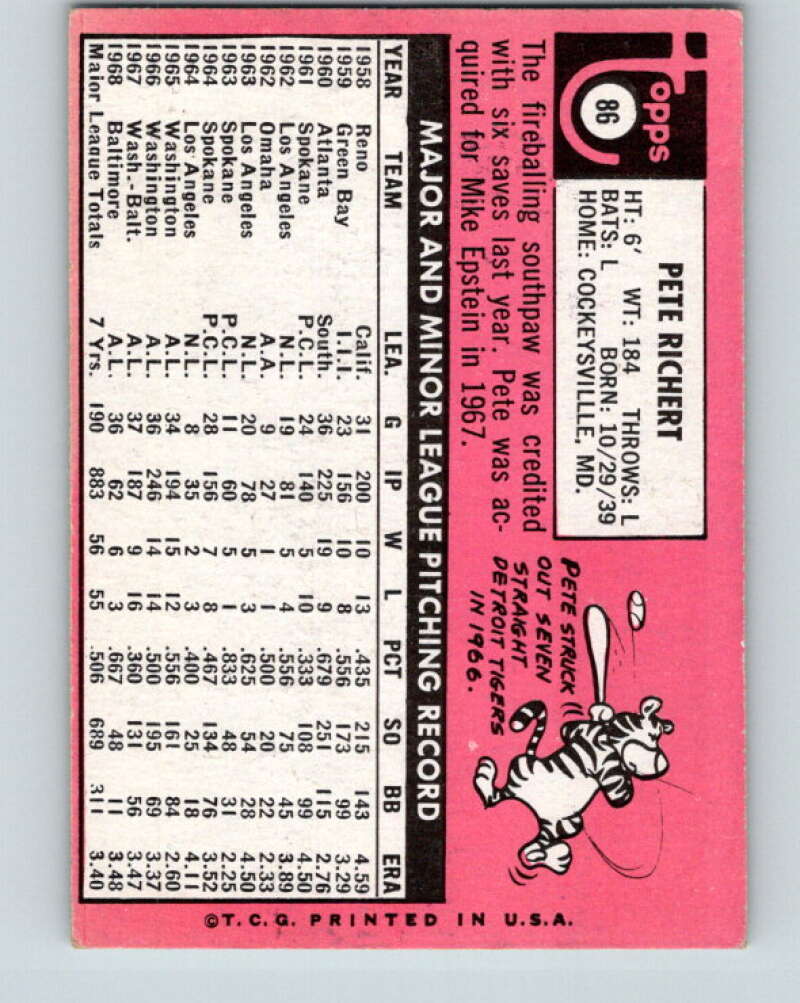 Topps
86
PETE RICHERT
HT: 6' WT: 184 THROWS: L
BATS: L BORN: 10/29/39
HOME: COCKEYSVILLE, MD.
The fireballing southpaw was credited
with six saves last year. Pete was ac-
quired for Mike Epstein in 1967.
PETE STRUCK
OUT SEVEN
STRAIGHT
DETROIT TIGERS
IN 1966.
MAJOR AND MINOR LEAGUE PITCHING RECORD
YEAR TEAM LEA. G IP W L PCT SO BB ERA
1958 Reno Calif. 31 200 10 13 .435 215 143 4.59
1959 Green Bay I.I.I. 23 156 10 8 .556 173 99 3.29
1960 Atlanta South. 36 225 19 9 .679 251 115 2.76
1961 Spokane P.C.L. 24 140 5 10 .333 108 99 4.50
1962 Los Angeles N.L. 19 81 5 4 .556 75 45 3.89
1962 Omaha A.A. 9 27 1 1 .500 20 22 2.33
1963 Los Angeles N.L. 20 78 5 3 .625 54 28 4.50
1963 Spokane P.C.L. 11 60 5 1 .833 48 31 2.25
1964 Spokane P.C.L. 28 156 7 8 .467 134 76 3.52
1964 Los Angeles N.L. 8 35 2 3 .400 25 18 4.11
1965 Washington A.L. 34 194 15 12 .556 161 84 2.60
1966 Washington A.L. 36 246 14 14 .500 195 69 3.37
1967 Wash.-Balt. A.L. 37 187 9 16 .360 131 56 3.47
1968 Baltimore A.L. 36 62 6 3 .667 48 11 3.48
Major League Totals 7 Yrs. 190 883 56 55 .506 689 311 3.40
©T.C.G. PRINTED IN U.S.A.